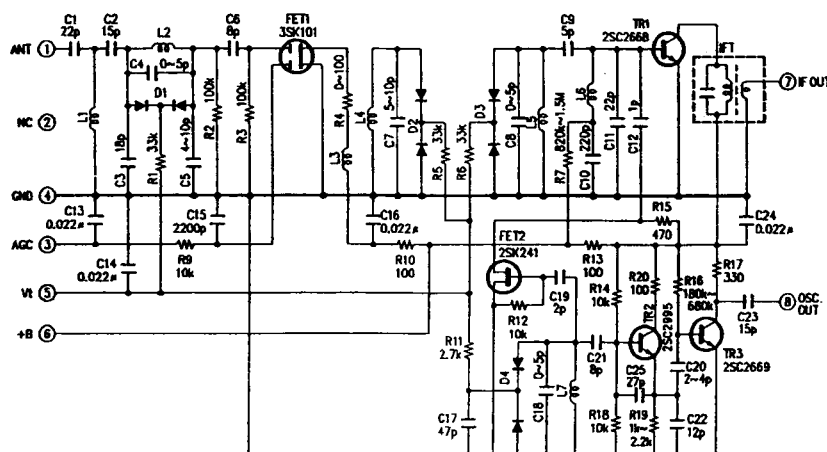 C1
22p
C2
15p
L2
C6
8p
FET1
3SK101
C9
5p
TR1
2SC2668
IFT
ANT 1
C4
0~5p
D1
100k
R2
100k
R3
0~100
R4
L4
5~10p
C7
D2
33k
R5
33k
R6
D3
0~5p
C8
L5
820k~1.5M
R7
L6
220p
C10
22p
C11
1p
C12
7 IF OUT
NC 2
L1
18p
C3
33k
R1
4~10p
C5
L3
GND 4
C13
0.022μ
C15
2200p
C16
0.022μ
R15
470
C24
0.022μ
AGC 3
R9
10k
C14
0.022μ
R10
100
FET2
2SK241
R13
100
R17
330
Vt 5
C19
2p
R14
10k
R20
100
R16
180k~
680k
8 OSC.
OUT
C23
15p
+B 6
R12
10k
R11
2.7k
D4
0~5p
C18
L7
C21
8p
TR2
2SC2995
TR3
2SC2669
C25
27p
C20
2~4p
C17
47p
R18
10k
R19
1k~
2.2k
C22
12p